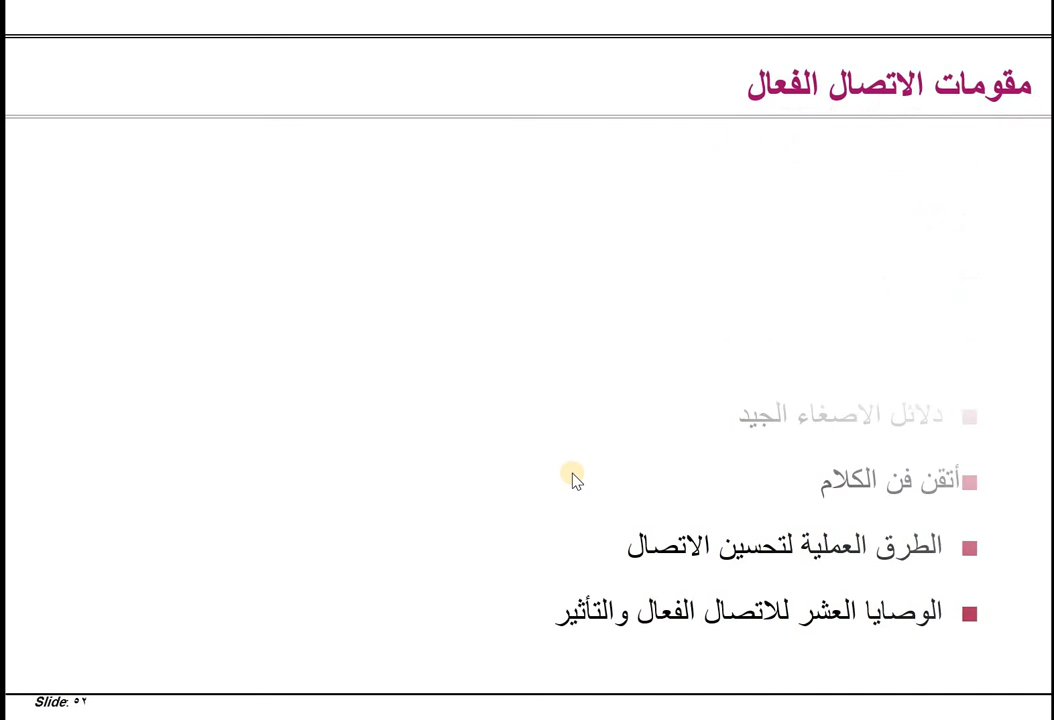 مقومات الاتصال الفعال
دلائل الاصغاء الجيد
أتقن فن الكلام
الطرق العملية لتحسين الاتصال
الوصايا العشر للاتصال الفعال والتأثير
Slide: ٥٢